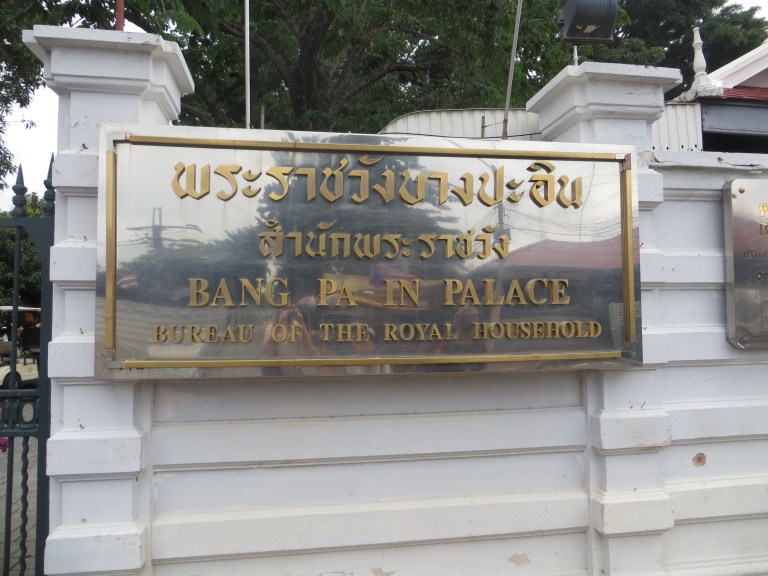 พระราชวังบางปะอิน
สำนักพระราชวัง
BANG PA IN PALACE
BUREAU OF THE ROYAL HOUSEHOLD